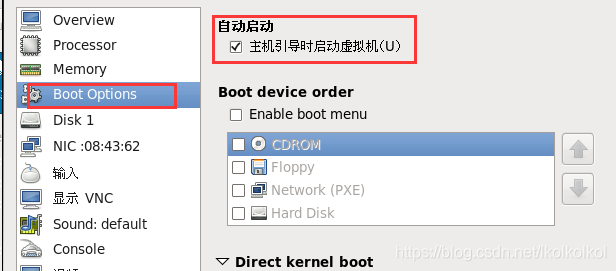 Overview
Processor
Memory
Boot Options
Disk 1
NIC :08:43:62
输入
显示 VNC
Sound: default
Console
自动启动
主机引导时启动虚拟机(U)
Boot device order
Enable boot menu
CDROM
Floppy
Network (PXE)
Hard Disk
Direct kernel boot
https://blog.csdn.net/lkolkolkol